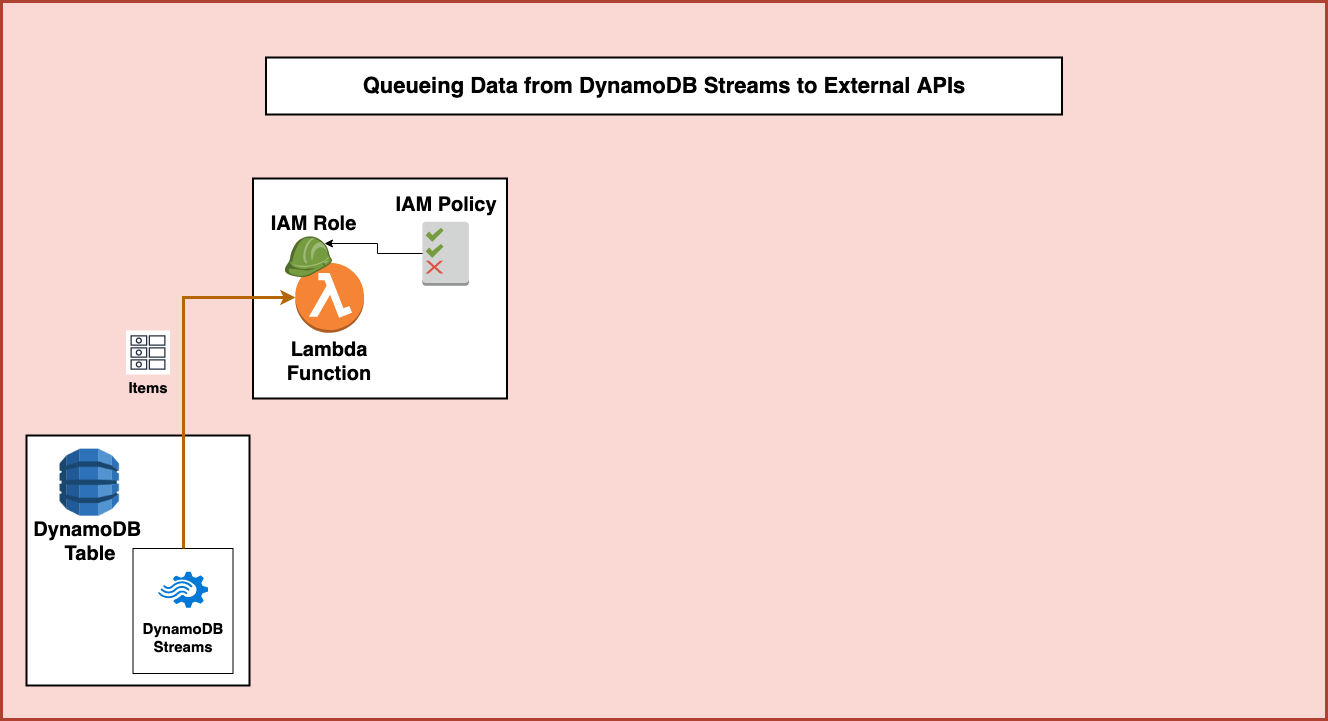 Queueing Data from DynamoDB Streams to External APIs
IAM Policy
IAM Role
Lambda
Function
Items
DynamoDB
Table
DynamoDB
Streams